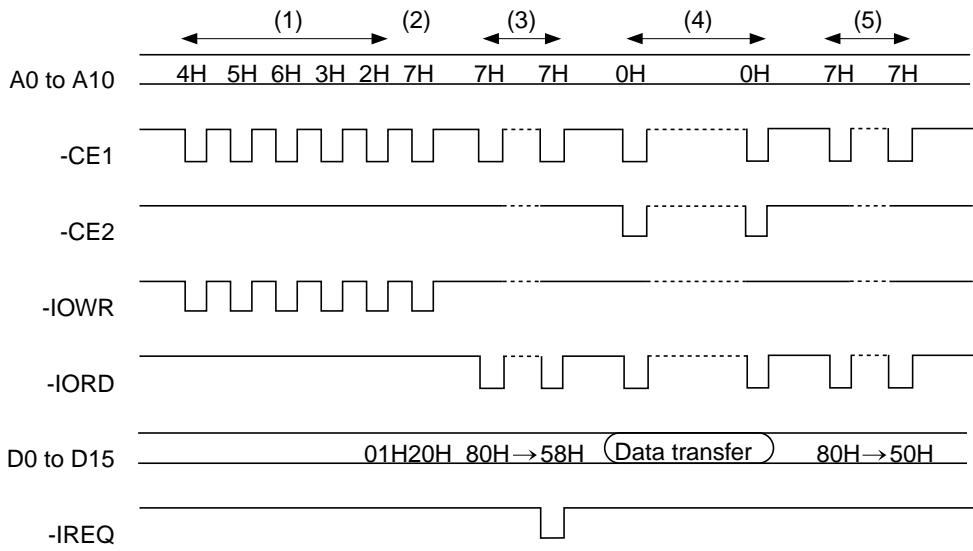 (1) (2) (3) (4) (5)
A0 to A10 4H 5H 6H 3H 2H 7H 7H 7H 0H 0H 7H 7H
-CE1
-CE2
-IOWR
-IORD
D0 to D15 01H20H 80H→58H Data transfer 80H→50H
-IREQ